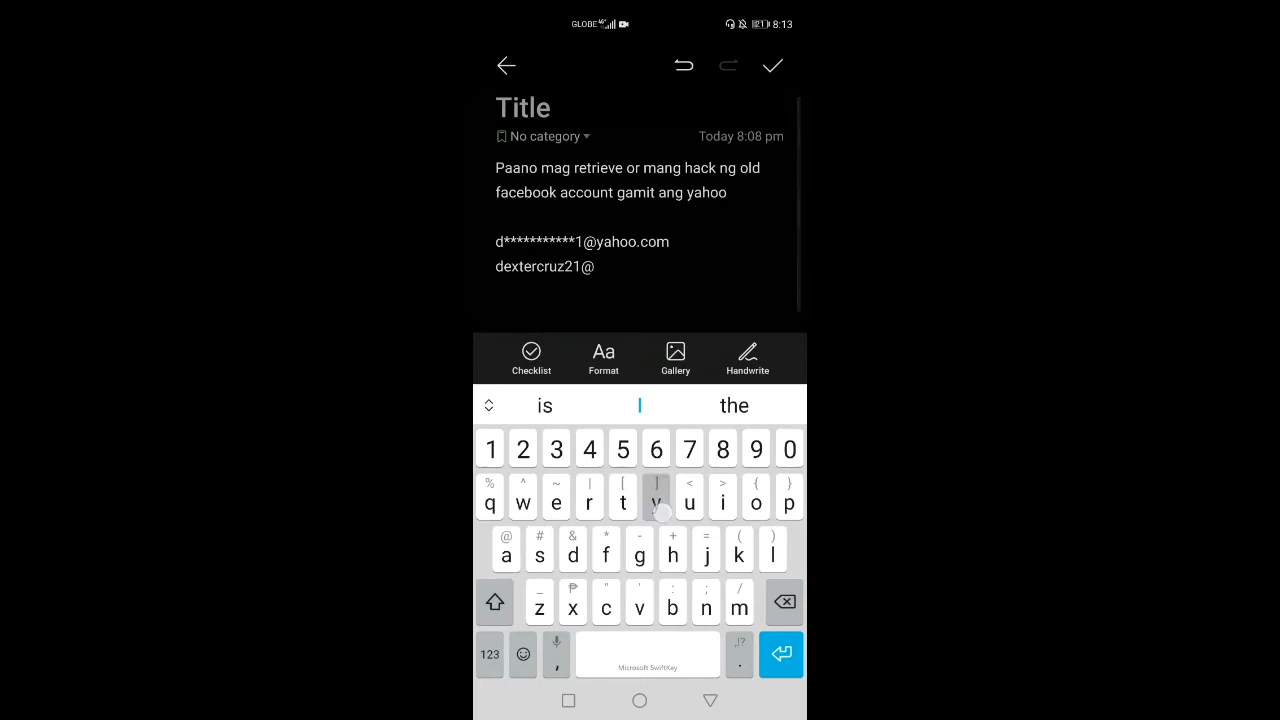 GLOBE 4G 21 8:13
Title
No category Today 8:08 pm
Paano mag retrieve or mang hack ng old
facebook account gamit ang yahoo
d***********1@yahoo.com
dextercruz21@
Checklist Format Gallery Handwrite
Aa
is I the
1 2 3 4 5 6 7 8 9 0
% ^ ~ | [ ] < > { }
q w e r t y u i o p
@ # & * - + = ( )
a s d f g h j k l
_ ₱ " ' : ; /
z x c v b n m
123 , Microsoft SwiftKey ,!? .